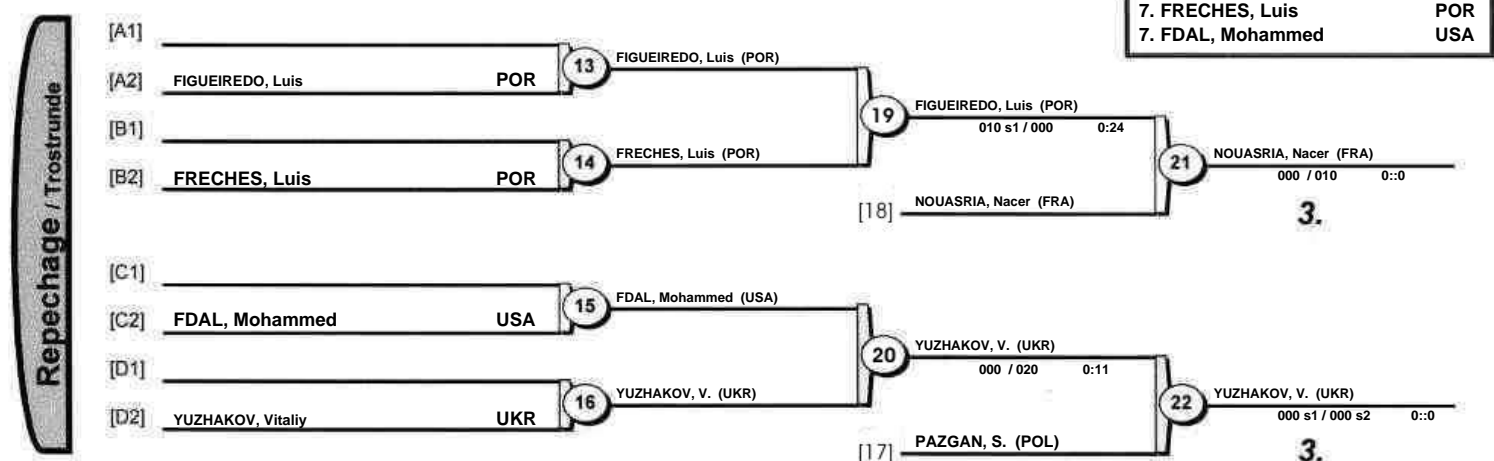 7. FRECHES, Luis POR
7. FDAL, Mohammed USA
Repechage / Trostrunde
[A1]
[A2] FIGUEIREDO, Luis POR
13 FIGUEIREDO, Luis (POR)
[B1]
[B2] FRECHES, Luis POR
14 FRECHES, Luis (POR)
19 FIGUEIREDO, Luis (POR)
010 s1 / 000 0:24
[18] NOUASRIA, Nacer (FRA)
21 NOUASRIA, Nacer (FRA)
000 / 010 0::0
3.
[C1]
[C2] FDAL, Mohammed USA
15 FDAL, Mohammed (USA)
[D1]
[D2] YUZHAKOV, Vitaliy UKR
16 YUZHAKOV, V. (UKR)
20 YUZHAKOV, V. (UKR)
000 / 020 0:11
[17] PAZGAN, S. (POL)
22 YUZHAKOV, V. (UKR)
000 s1 / 000 s2 0::0
3.